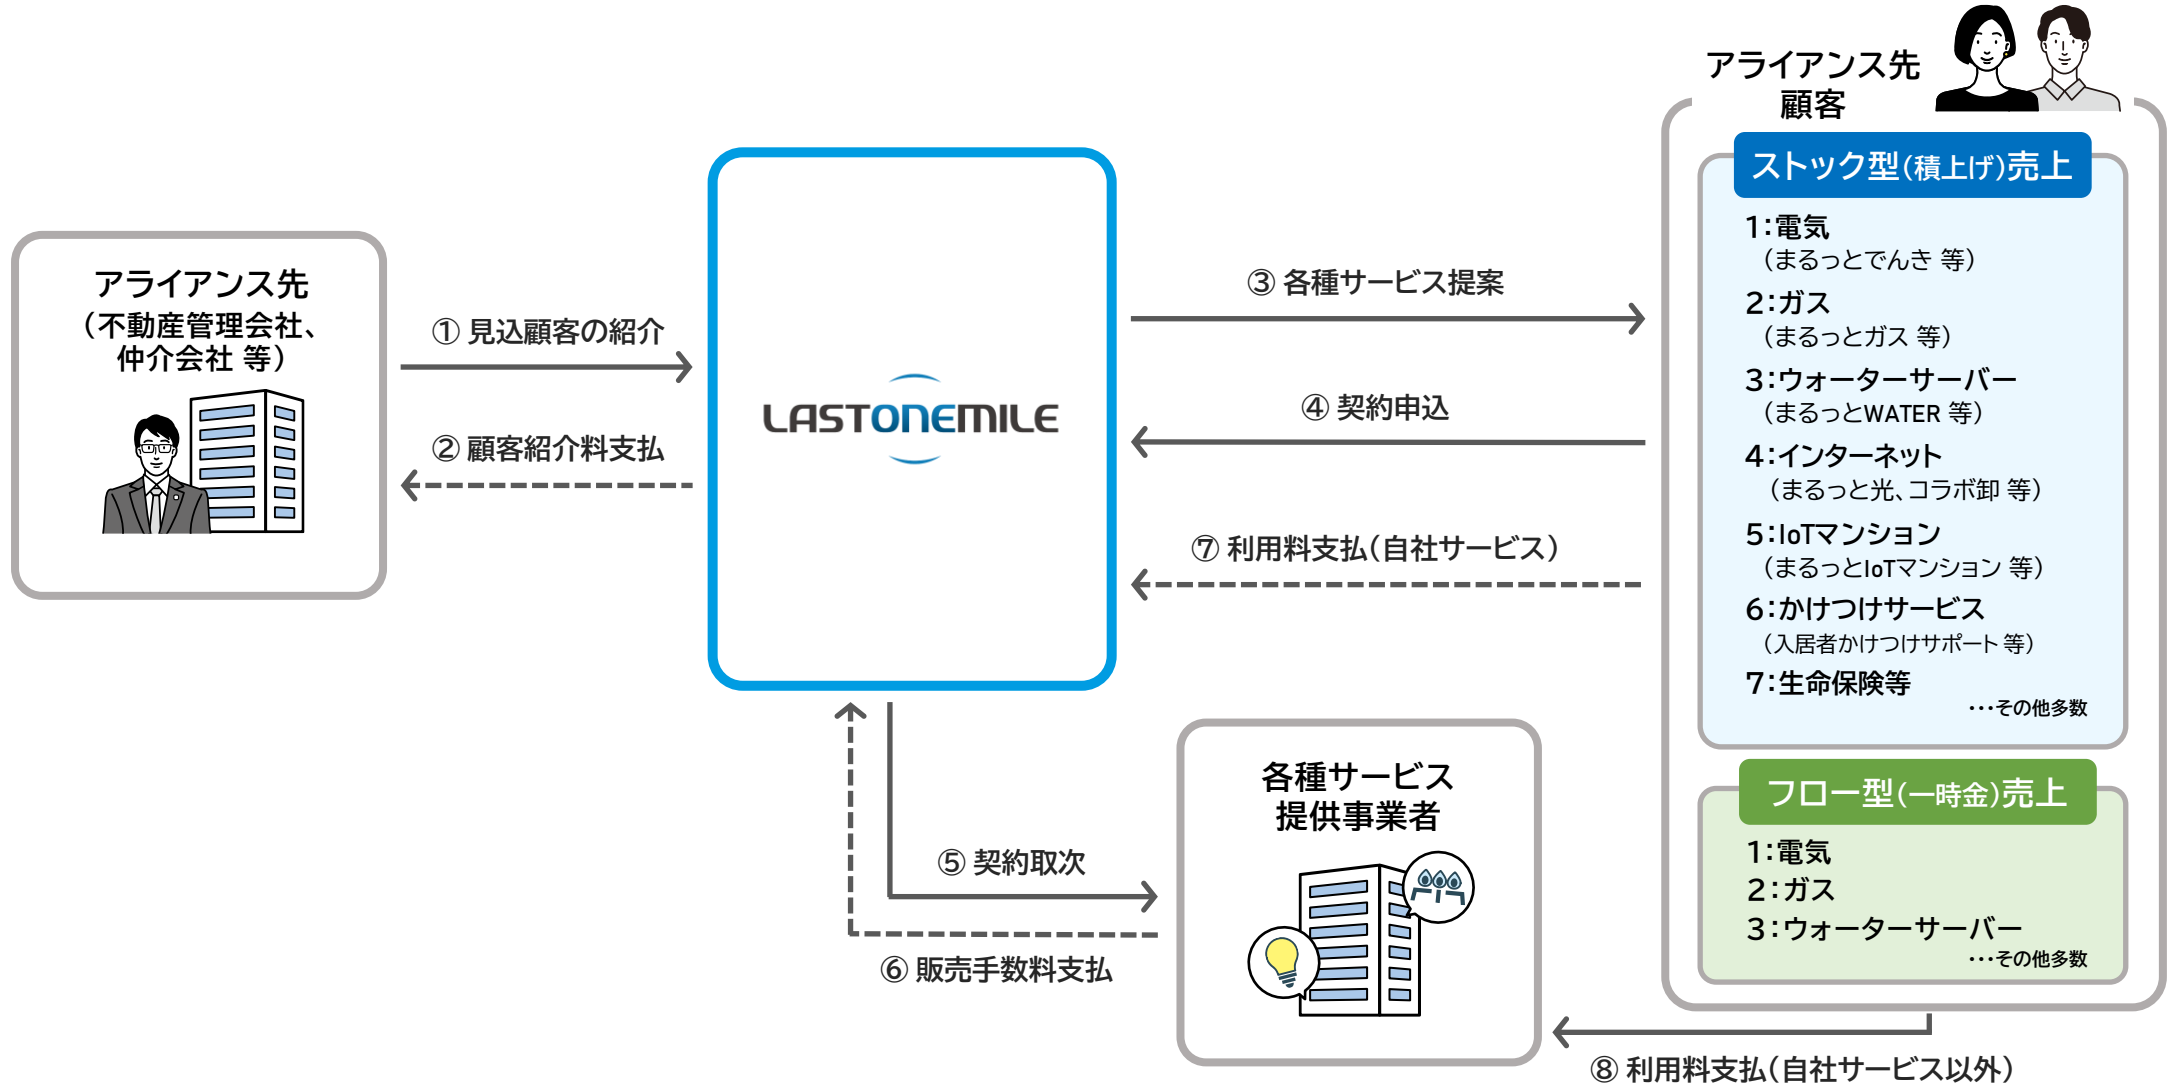 アライアンス先
（不動産管理会社、
仲介会社 等）
① 見込顧客の紹介
② 顧客紹介料支払
LASTONEMILE
③ 各種サービス提案
④ 契約申込
⑦ 利用料支払（自社サービス）
⑤ 契約取次
⑥ 販売手数料支払
各種サービス
提供事業者
アライアンス先
顧客
ストック型（積上げ）売上
1：電気
（まるっとでんき 等）
2：ガス
（まるっとガス 等）
3：ウォーターサーバー
（まるっとWATER 等）
4：インターネット
（まるっと光、コラボ卸 等）
5：IoTマンション
（まるっとIoTマンション 等）
6：かけつけサービス
（入居者かけつけサポート 等）
7：生命保険等
・・・その他多数
フロー型（一時金）売上
1：電気
2：ガス
3：ウォーターサーバー
・・・その他多数
⑧ 利用料支払（自社サービス以外）